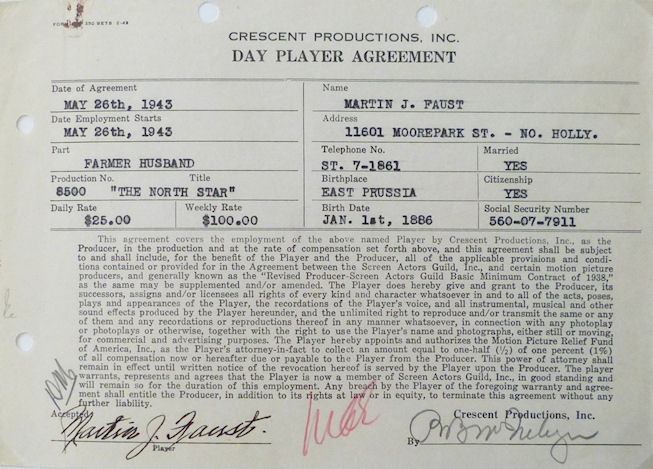 CRESCENT PRODUCTIONS, INC.
DAY PLAYER AGREEMENT
Date of Agreement
MAY 26th, 1943
Name
MARTIN J. FAUST
Date Employment Starts
MAY 26th, 1943
Address
11601 MOOREPARK ST. - NO. HOLLY.
Part
FARMER HUSBAND
Telephone No. Married
ST. 7-1861 YES
Production No. Title
8500 "THE NORTH STAR"
Birthplace Citizenship
EAST PRUSSIA YES
Daily Rate Weekly Rate
$25.00 $100.00
Birth Date Social Security Number
JAN. 1st, 1886 560-07-7911
This agreement covers the employment of the above named Player by Crescent Productions, Inc., as the
Producer, in the production and at the rate of compensation set forth above, and this agreement shall be subject
to and shall include, for the benefit of the Player and the Producer, all of the applicable provisions and condi-
tions contained or provided for in the Agreement between the Screen Actors Guild, Inc., and certain motion picture
producers, and generally known as the "Revised Producer-Screen Actors Guild Basic Minimum Contract of 1938,"
as the same may be supplemented and/or amended. The Player does hereby give and grant to the Producer, its
successors, assigns and/or licensees all rights of every kind and character whatsoever in and to all of the acts, poses,
plays and appearances of the Player, the recordations of the Player's voice, and all instrumental, musical and other
sound effects produced by the Player hereunder, and the unlimited right to reproduce and/or transmit the same or any
of them and any recordations or reproductions thereof in any manner whatsoever, in connection with any photoplay
or photoplays or otherwise, together with the right to use the Player's name and photographs, either still or moving,
for commercial and advertising purposes. The Player hereby appoints and authorizes the Motion Picture Relief Fund
of America, Inc., as the Player's attorney-in-fact to collect an amount equal to one-half (½) of one percent (1%)
of all compensation now or hereafter due or payable to the Player from the Producer. This power of attorney shall
remain in effect until written notice of the revocation hereof is served by the Player upon the Producer. The player
warrants, represents and agrees that the Player is now a member of Screen Actors Guild, Inc., in good standing and
will remain so for the duration of this employment. Any breach by the Player of the foregoing warranty and agree-
ment shall entitle the Producer, in addition to its rights at law or in equity, to terminate this agreement without any
further liability.
Accepted:
Martin J. Faust.
Player
Crescent Productions, Inc.
By